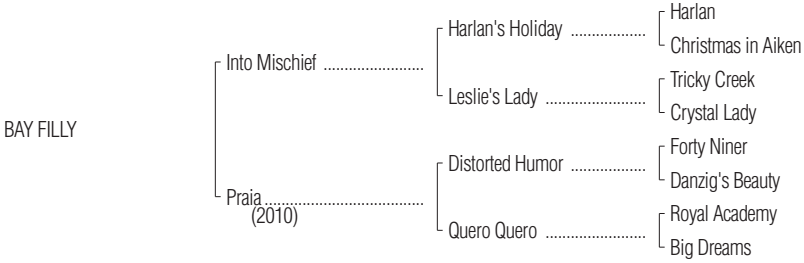 Harlan
Harlan's Holiday ..................
Christmas in Aiken
Into Mischief ........................
Tricky Creek
Leslie's Lady ........................
Crystal Lady
BAY FILLY
Forty Niner
Distorted Humor ..................
Danzig's Beauty
Praia ......................................
(2010)
Royal Academy
Quero Quero ........................
Big Dreams